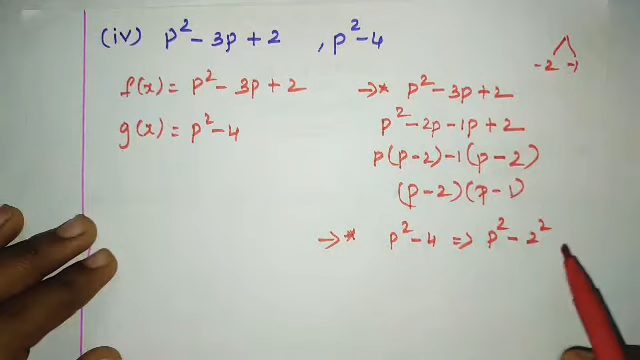 (iv) p² - 3p + 2 , p² - 4
-2 -1
f(x) = p² - 3p + 2
g(x) = p² - 4
→* p² - 3p + 2
p² - 2p - 1p + 2
p(p-2) - 1(p-2)
(p-2)(p-1)
→* p² - 4 ⇒ p² - 2²